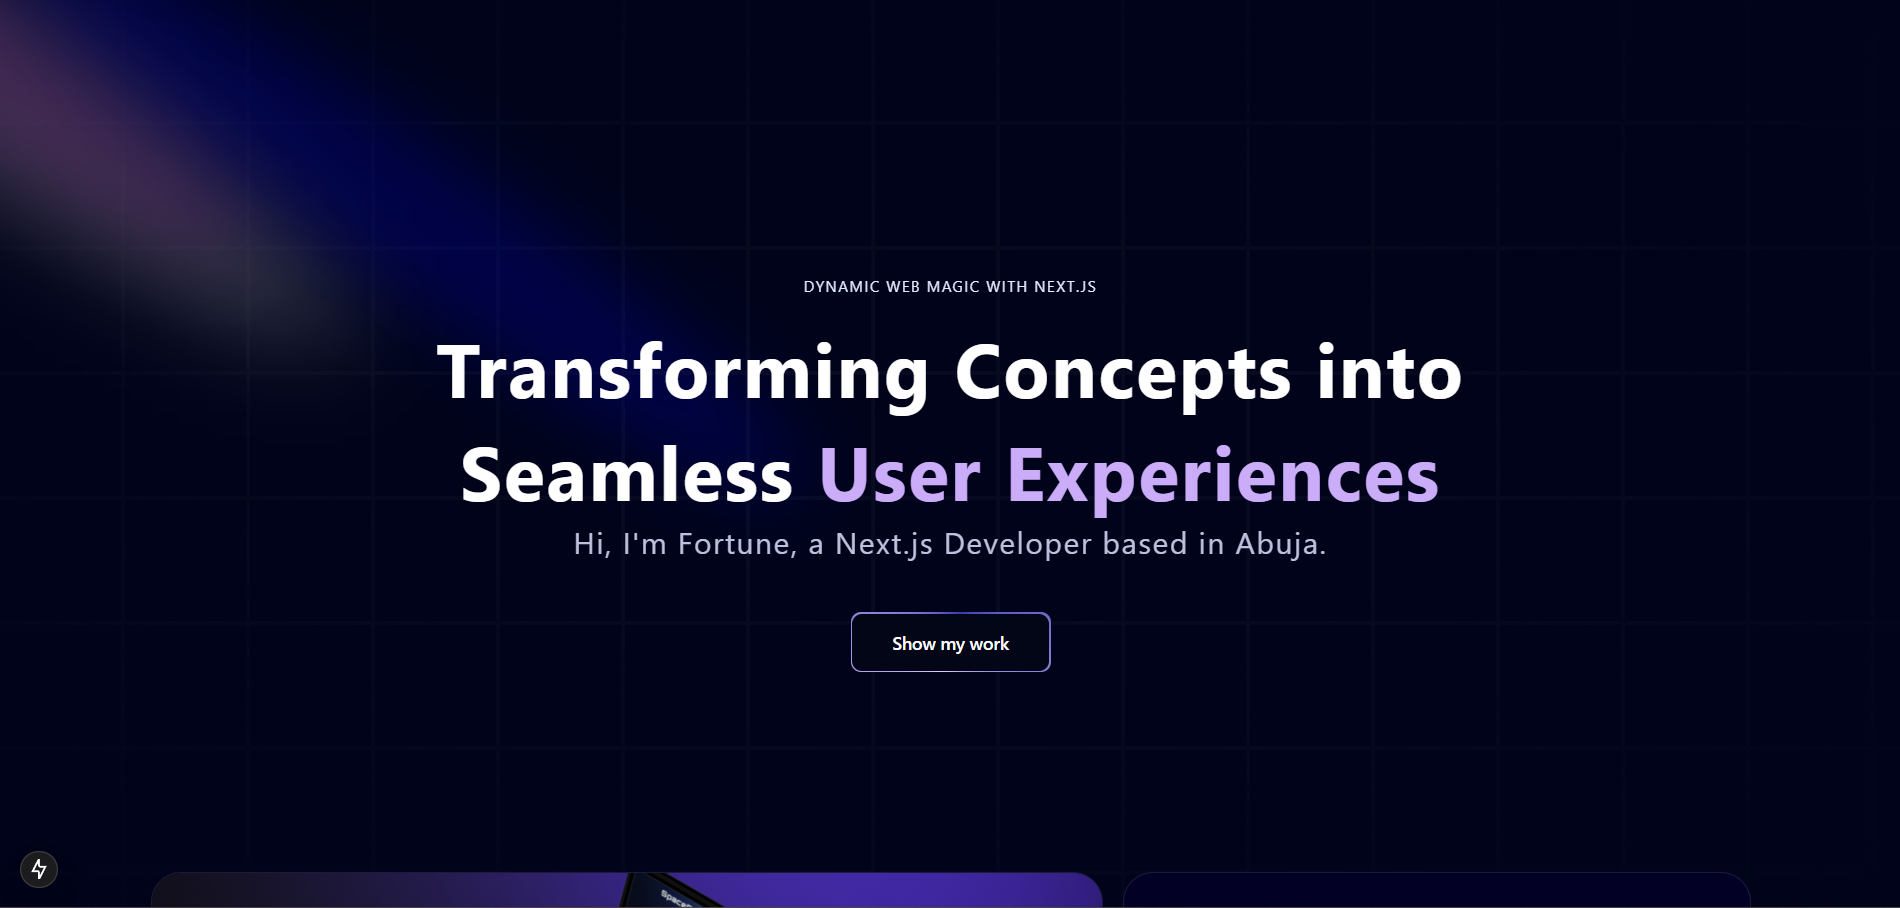 DYNAMIC WEB MAGIC WITH NEXT.JS
Transforming Concepts into
Seamless User Experiences
Hi, I'm Fortune, a Next.js Developer based in Abuja.
Show my work